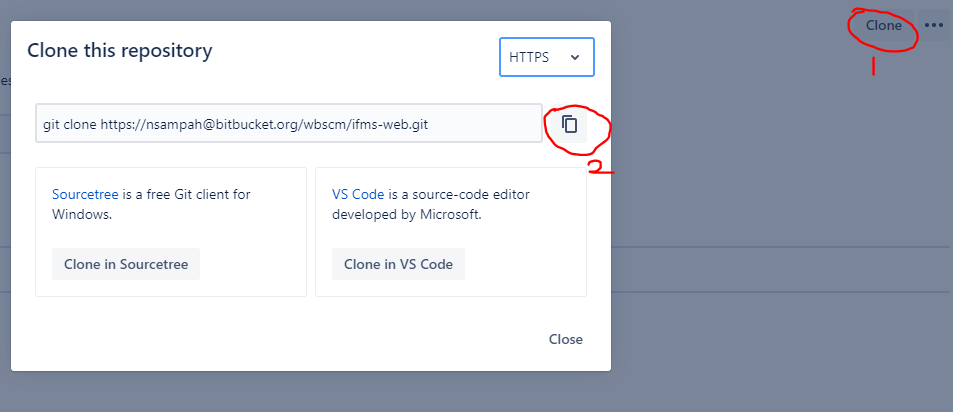 Clone
1
Clone this repository
HTTPS
es
git clone https://nsampah@bitbucket.org/wbscm/ifms-web.git
2
Sourcetree is a free Git client for
Windows.
Clone in Sourcetree
VS Code is a source-code editor
developed by Microsoft.
Clone in VS Code
Close